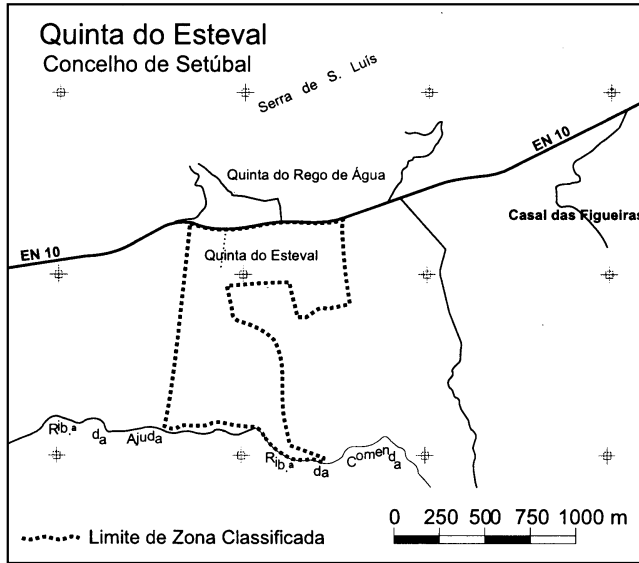 Quinta do Esteval
Concelho de Setúbal
Serra de S. Luís
EN 10
Quinta do Rego de Água
Casal das Figueiras
EN 10
Quinta do Esteval
Rib.ª da Ajuda
Rib.ª da Comenda
Limite de Zona Classificada
0 250 500 750 1000 m